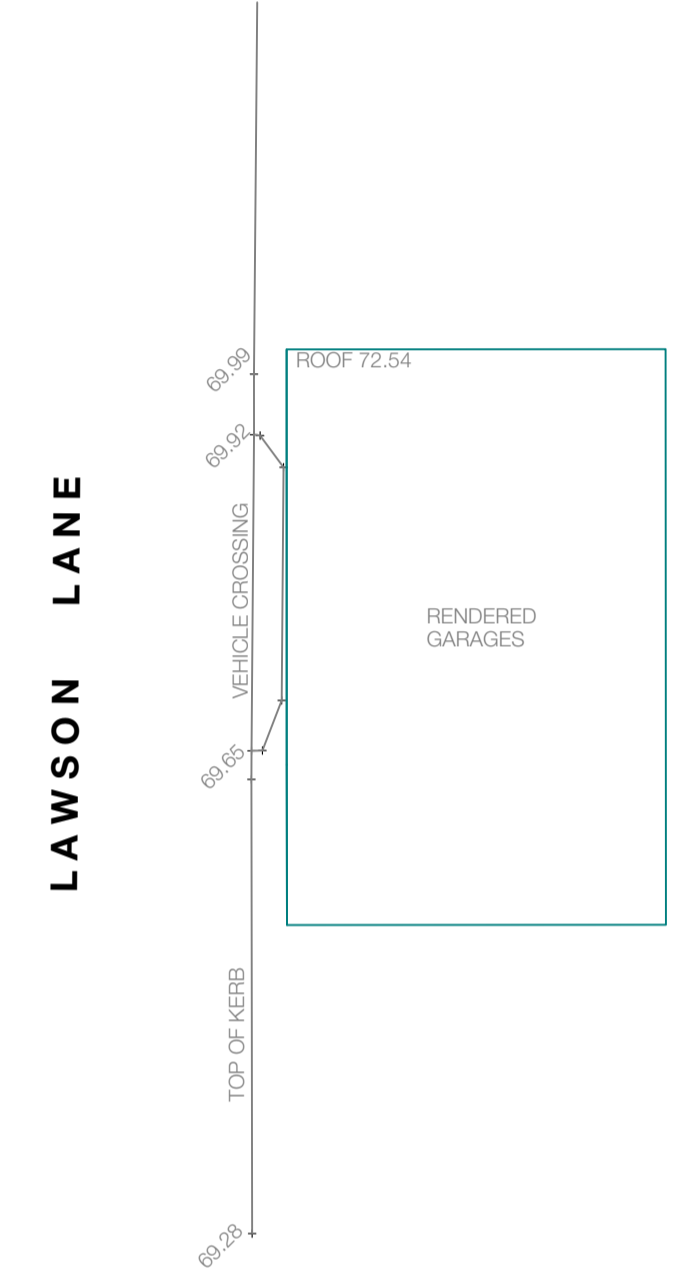 69.99
ROOF 72.54
69.92
LAWSON LANE
VEHICLE CROSSING
RENDERED
GARAGES
69.65
TOP OF KERB
69.28